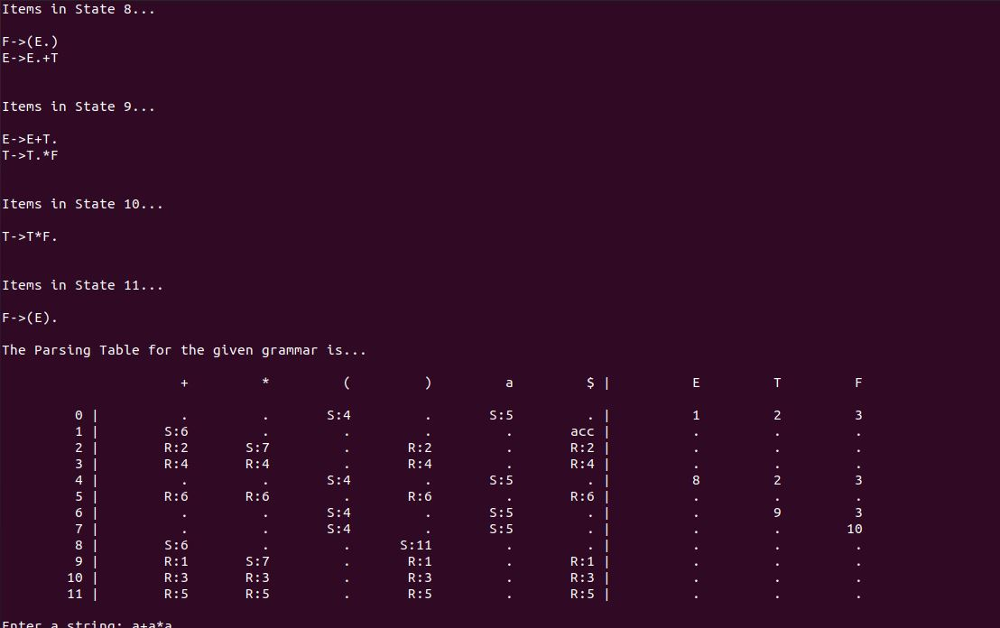 Items in State 8...
F->(E.)
E->E.+T
Items in State 9...
E->E+T.
T->T.*F
Items in State 10...
T->T*F.
Items in State 11...
F->(E).
The Parsing Table for the given grammar is...
+ * ( ) a $ | E T F
0 | . . S:4 . S:5 . | 1 2 3
1 | S:6 . . . . acc | . . .
2 | R:2 S:7 . R:2 . R:2 | . . .
3 | R:4 R:4 . R:4 . R:4 | . . .
4 | . . S:4 . S:5 . | 8 2 3
5 | R:6 R:6 . R:6 . R:6 | . . .
6 | . . S:4 . S:5 . | . 9 3
7 | . . S:4 . S:5 . | . . 10
8 | S:6 . . S:11 . . | . . .
9 | R:1 S:7 . R:1 . R:1 | . . .
10 | R:3 R:3 . R:3 . R:3 | . . .
11 | R:5 R:5 . R:5 . R:5 | . . .
Enter a string: a+a*a